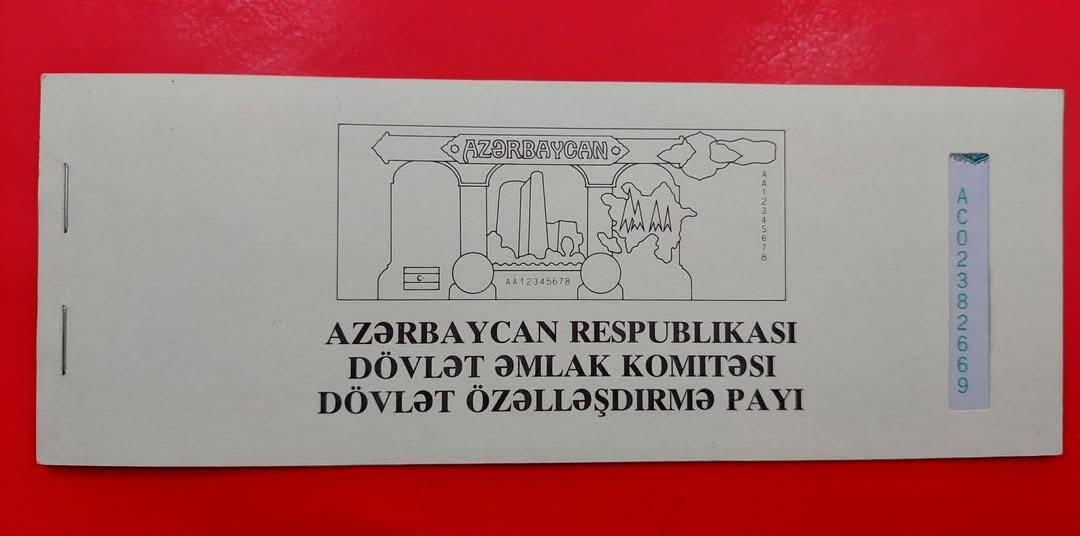 AZƏRBAYCAN
AA12345678
AA12345678
AZƏRBAYCAN RESPUBLIKASI
DÖVLƏT ƏMLAK KOMITƏSI
DÖVLƏT ÖZƏLLƏŞDIRMƏ PAYI
AC02382669